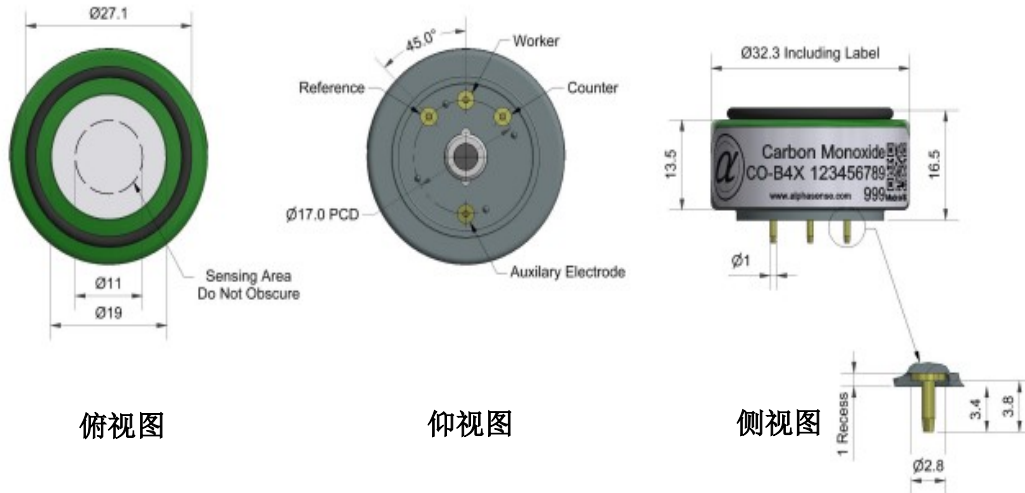 Ø27.1
Sensing Area
Do Not Obscure
Ø11
Ø19
俯视图
45.0°
Worker
Reference
Counter
Ø17.0 PCD
Auxilary Electrode
仰视图
Ø32.3 Including Label
13.5
16.5
α
Carbon Monoxide
CO-B4X 123456789
www.alphasense.com 999
Ø1
1 Recess
3.4
3.8
Ø2.8
侧视图